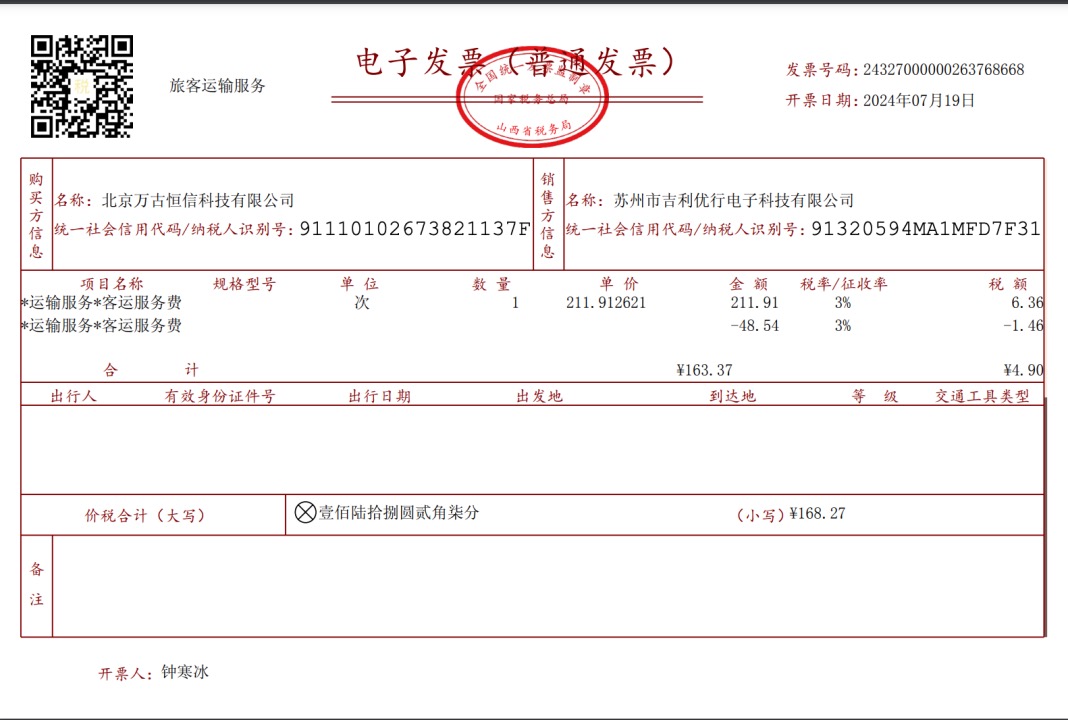 电子发票（普通发票）
旅客运输服务
税
全国统一发票监制章
国家税务总局
山西省税务局
发票号码：24327000000263768668
开票日期：2024年07月19日
购买方信息
名称：北京万古恒信科技有限公司
统一社会信用代码/纳税人识别号：91110102673821137F
销售方信息
名称：苏州市吉利优行电子科技有限公司
统一社会信用代码/纳税人识别号：91320594MA1MFD7F31
项目名称 规格型号 单位 数量 单价 金额 税率/征收率 税额
*运输服务*客运服务费 次 1 211.912621 211.91 3% 6.36
*运输服务*客运服务费 -48.54 3% -1.46
合计 ¥163.37 ¥4.90
出行人 有效身份证件号 出行日期 出发地 到达地 等级 交通工具类型
价税合计（大写） 壹佰陆拾捌圆贰角柒分 （小写）¥168.27
备注
开票人：钟寒冰